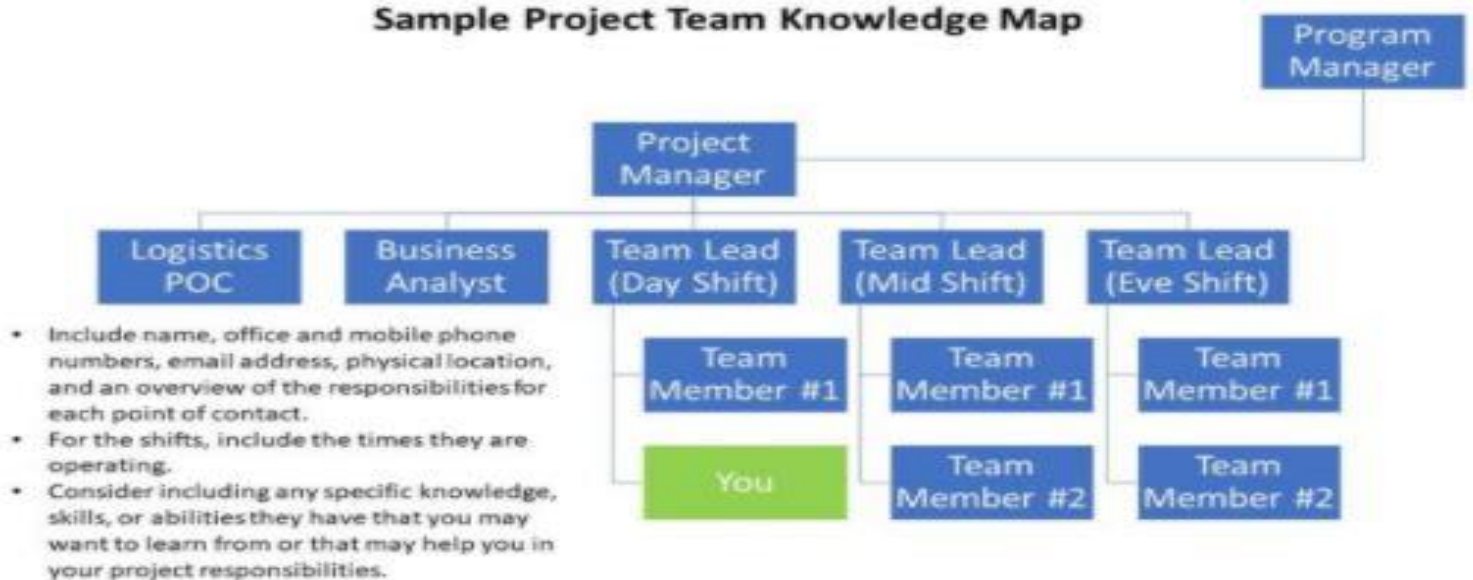 Sample Project Team Knowledge Map
Program
Manager
Project
Manager
Logistics
POC
Business
Analyst
Team Lead
(Day Shift)
Team Lead
(Mid Shift)
Team Lead
(Eve Shift)
Team
Member #1
Team
Member #1
Team
Member #1
You
Team
Member #2
Team
Member #2
• Include name, office and mobile phone
numbers, email address, physical location,
and an overview of the responsibilities for
each point of contact.
• For the shifts, include the times they are
operating.
• Consider including any specific knowledge,
skills, or abilities they have that you may
want to learn from or that may help you in
your project responsibilities.